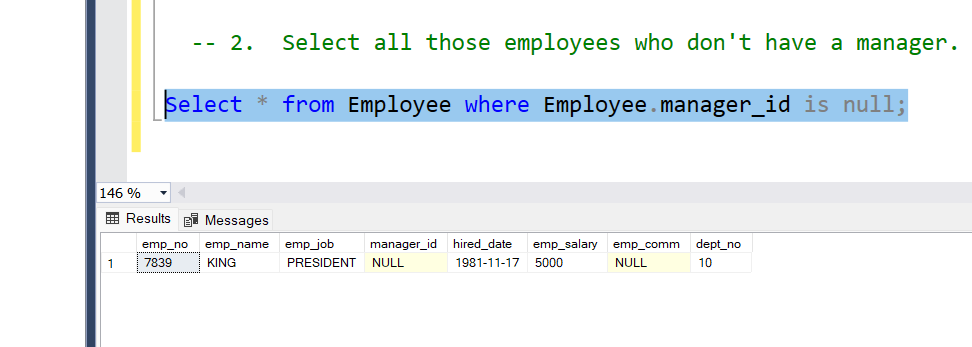 -- 2.  Select all those employees who don't have a manager.
Select * from Employee where Employee.manager_id is null;
146 %
Results Messages
emp_no emp_name emp_job manager_id hired_date emp_salary emp_comm dept_no
1 7839 KING PRESIDENT NULL 1981-11-17 5000 NULL 10